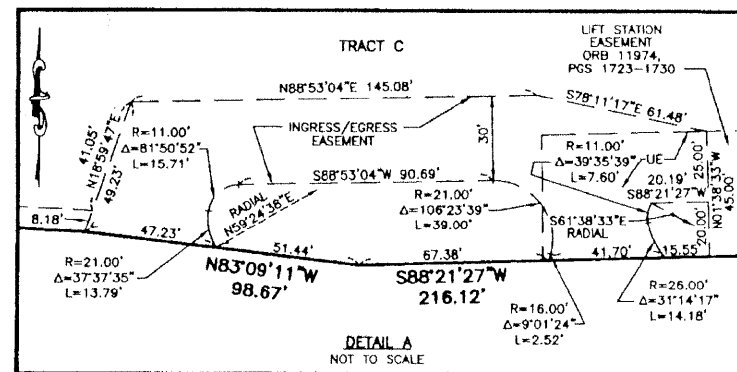 TRACT C
LIFT STATION
EASEMENT
ORB 11974,
PGS 1723-1730
N88°53'04"E 145.08'
S78°11'17"E 61.48'
41.05'
N18°59'47"E
49.23'
R=11.00'
Δ=81°50'52"
L=15.71'
INGRESS/EGRESS
EASEMENT
30'
R=11.00'
Δ=39°35'39"
L=7.60'
UE
25.00'
20.19'
S88°21'27"W
N01°38'33"W
45.00'
20.00'
S88°53'04"W 90.69'
RADIAL
N59°24'38"E
R=21.00'
Δ=106°23'39"
L=39.00'
S61°38'33"E
RADIAL
8.18'
47.23'
51.44'
67.38'
41.70'
15.55'
R=21.00'
Δ=37°37'35"
L=13.79'
N83°09'11"W
98.67'
S88°21'27"W
216.12'
R=16.00'
Δ=9°01'24"
L=2.52'
R=26.00'
Δ=31°14'17"
L=14.18'
DETAIL A
NOT TO SCALE